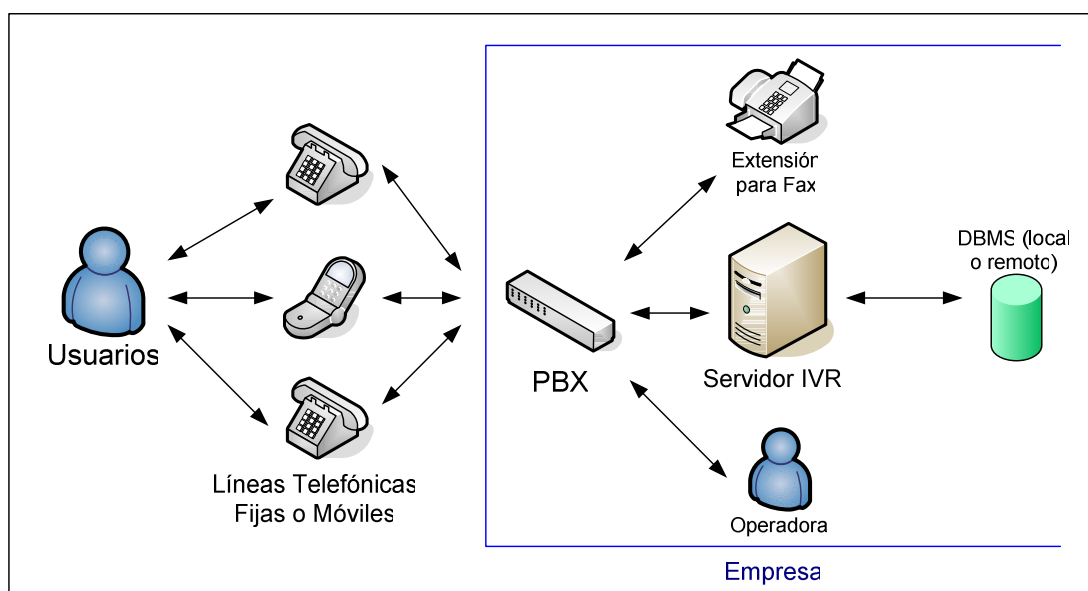 Usuarios
Líneas Telefónicas
Fijas o Móviles
PBX
Extensión
para Fax
Servidor IVR
DBMS (local
o remoto)
Operadora
Empresa